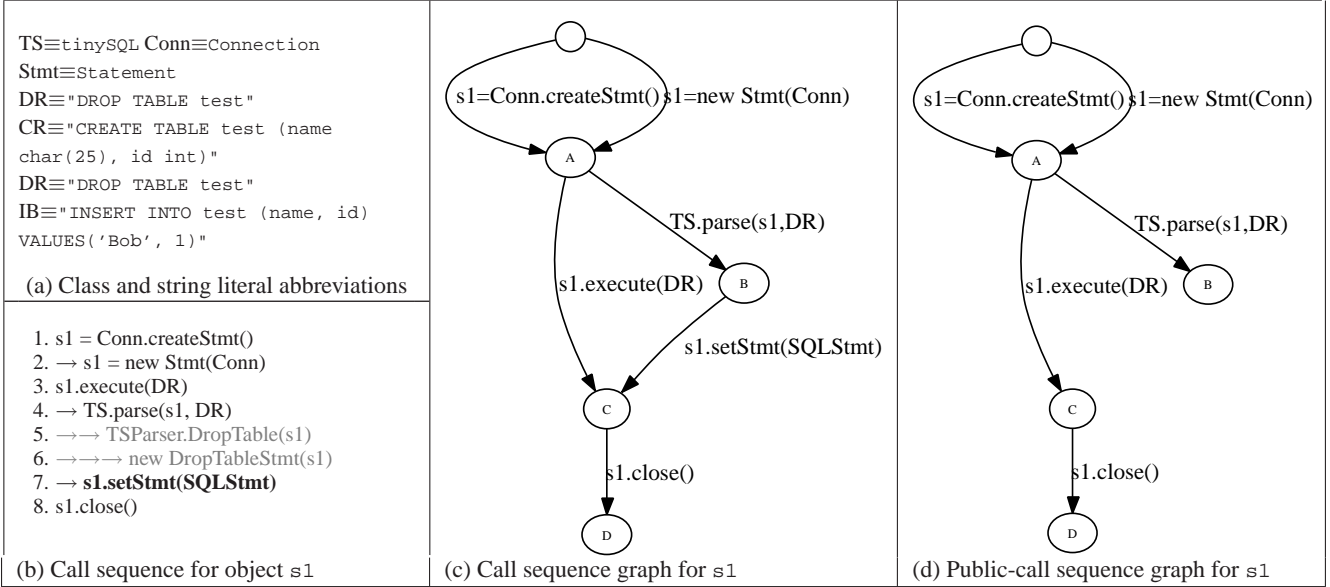 TS≡tinySQL Conn≡Connection
Stmt≡Statement
DR≡"DROP TABLE test"
CR≡"CREATE TABLE test (name
char(25), id int)"
DR≡"DROP TABLE test"
IB≡"INSERT INTO test (name, id)
VALUES('Bob', 1)"
(a) Class and string literal abbreviations
1. s1 = Conn.createStmt()
2. → s1 = new Stmt(Conn)
3. s1.execute(DR)
4. → TS.parse(s1, DR)
5. →→ TSParser.DropTable(s1)
6. →→→ new DropTableStmt(s1)
7. → s1.setStmt(SQLStmt)
8. s1.close()
(b) Call sequence for object s1
s1=Conn.createStmt()
s1=new Stmt(Conn)
A
TS.parse(s1,DR)
s1.execute(DR)
B
s1.setStmt(SQLStmt)
C
s1.close()
D
(c) Call sequence graph for s1
s1=Conn.createStmt()
s1=new Stmt(Conn)
A
TS.parse(s1,DR)
s1.execute(DR)
B
C
s1.close()
D
(d) Public-call sequence graph for s1